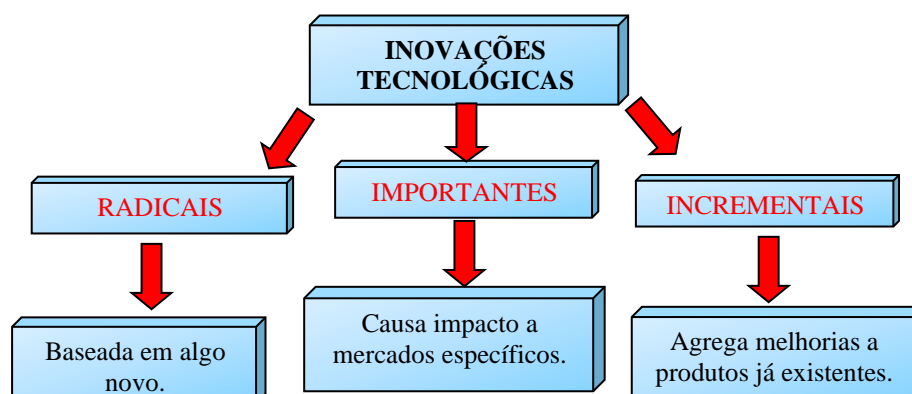 INOVAÇÕES
TECNOLÓGICAS
RADICAIS
IMPORTANTES
INCREMENTAIS
Baseada em algo
novo.
Causa impacto a
mercados específicos.
Agrega melhorias a
produtos já existentes.